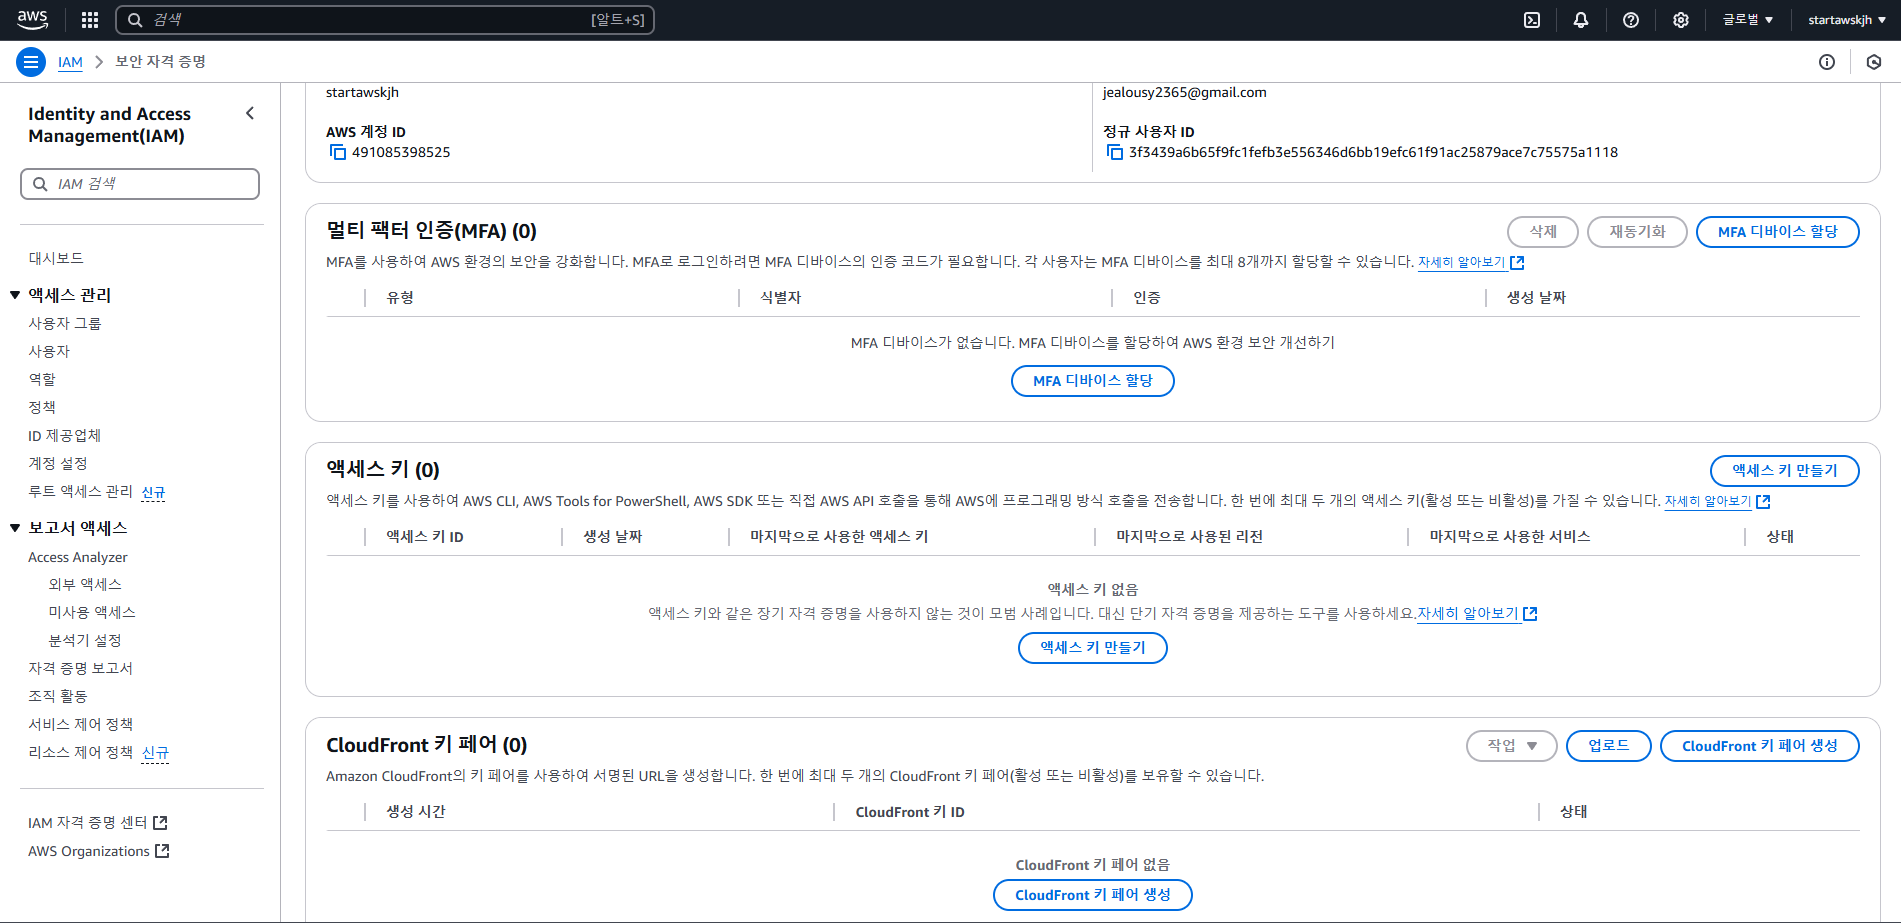 aws
검색
[알트+S]
글로벌
startawskjh
IAM
보안 자격 증명
Identity and Access
Management(IAM)
IAM 검색
대시보드
액세스 관리
사용자 그룹
사용자
역할
정책
ID 제공업체
계정 설정
루트 액세스 관리 신규
보고서 액세스
Access Analyzer
외부 액세스
미사용 액세스
분석기 설정
자격 증명 보고서
조직 활동
서비스 제어 정책
리소스 제어 정책 신규
IAM 자격 증명 센터
AWS Organizations
startawskjh
jealousy2365@gmail.com
AWS 계정 ID
491085398525
정규 사용자 ID
3f3439a6b65f9fc1fefb3e556346d6bb19efc61f91ac25879ace7c75575a1118
멀티 팩터 인증(MFA) (0)
삭제
재동기화
MFA 디바이스 할당
MFA를 사용하여 AWS 환경의 보안을 강화합니다. MFA로 로그인하려면 MFA 디바이스의 인증 코드가 필요합니다. 각 사용자는 MFA 디바이스를 최대 8개까지 할당할 수 있습니다. 자세히 알아보기
유형
식별자
인증
생성 날짜
MFA 디바이스가 없습니다. MFA 디바이스를 할당하여 AWS 환경 보안 개선하기
MFA 디바이스 할당
액세스 키 (0)
액세스 키 만들기
액세스 키를 사용하여 AWS CLI, AWS Tools for PowerShell, AWS SDK 또는 직접 AWS API 호출을 통해 AWS에 프로그래밍 방식 호출을 전송합니다. 한 번에 최대 두 개의 액세스 키(활성 또는 비활성)를 가질 수 있습니다. 자세히 알아보기
액세스 키 ID
생성 날짜
마지막으로 사용한 액세스 키
마지막으로 사용된 리전
마지막으로 사용한 서비스
상태
액세스 키 없음
액세스 키와 같은 장기 자격 증명을 사용하지 않는 것이 모범 사례입니다. 대신 단기 자격 증명을 제공하는 도구를 사용하세요.자세히 알아보기
액세스 키 만들기
CloudFront 키 페어 (0)
작업
업로드
CloudFront 키 페어 생성
Amazon CloudFront의 키 페어를 사용하여 서명된 URL을 생성합니다. 한 번에 최대 두 개의 CloudFront 키 페어(활성 또는 비활성)를 보유할 수 있습니다.
생성 시간
CloudFront 키 ID
상태
CloudFront 키 페어 없음
CloudFront 키 페어 생성